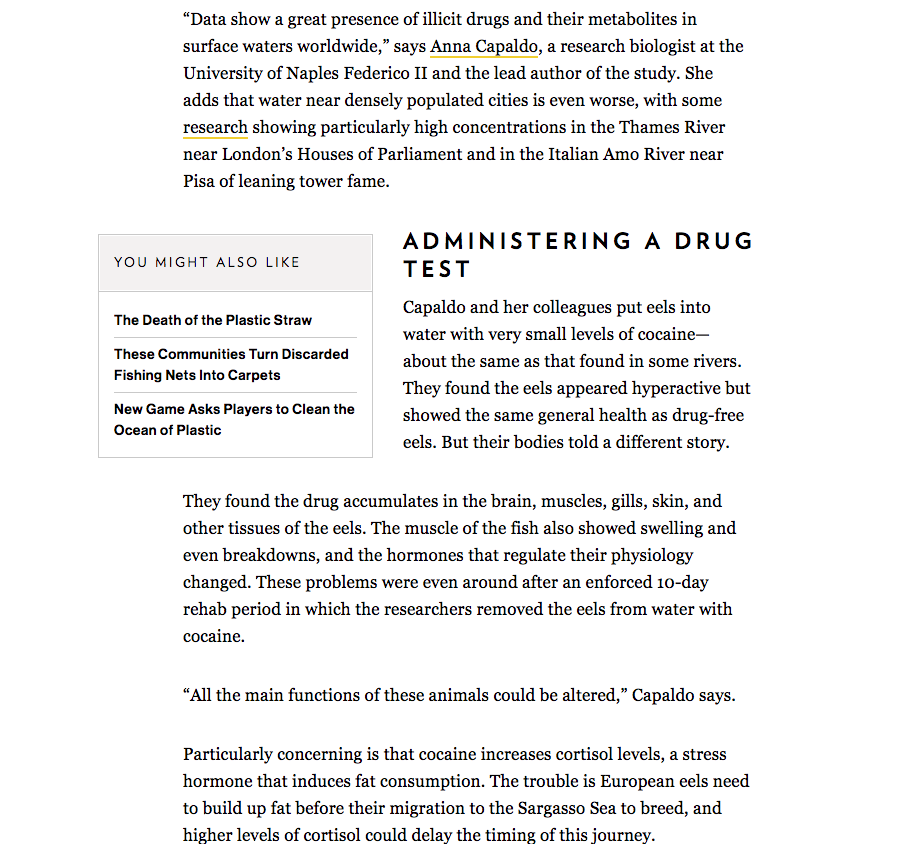 “Data show a great presence of illicit drugs and their metabolites in
surface waters worldwide,” says Anna Capaldo, a research biologist at the
University of Naples Federico II and the lead author of the study. She
adds that water near densely populated cities is even worse, with some
research showing particularly high concentrations in the Thames River
near London’s Houses of Parliament and in the Italian Amo River near
Pisa of leaning tower fame.
YOU MIGHT ALSO LIKE
The Death of the Plastic Straw
These Communities Turn Discarded
Fishing Nets Into Carpets
New Game Asks Players to Clean the
Ocean of Plastic
ADMINISTERING A DRUG
TEST
Capaldo and her colleagues put eels into
water with very small levels of cocaine—
about the same as that found in some rivers.
They found the eels appeared hyperactive but
showed the same general health as drug-free
eels. But their bodies told a different story.
They found the drug accumulates in the brain, muscles, gills, skin, and
other tissues of the eels. The muscle of the fish also showed swelling and
even breakdowns, and the hormones that regulate their physiology
changed. These problems were even around after an enforced 10-day
rehab period in which the researchers removed the eels from water with
cocaine.
“All the main functions of these animals could be altered,” Capaldo says.
Particularly concerning is that cocaine increases cortisol levels, a stress
hormone that induces fat consumption. The trouble is European eels need
to build up fat before their migration to the Sargasso Sea to breed, and
higher levels of cortisol could delay the timing of this journey.